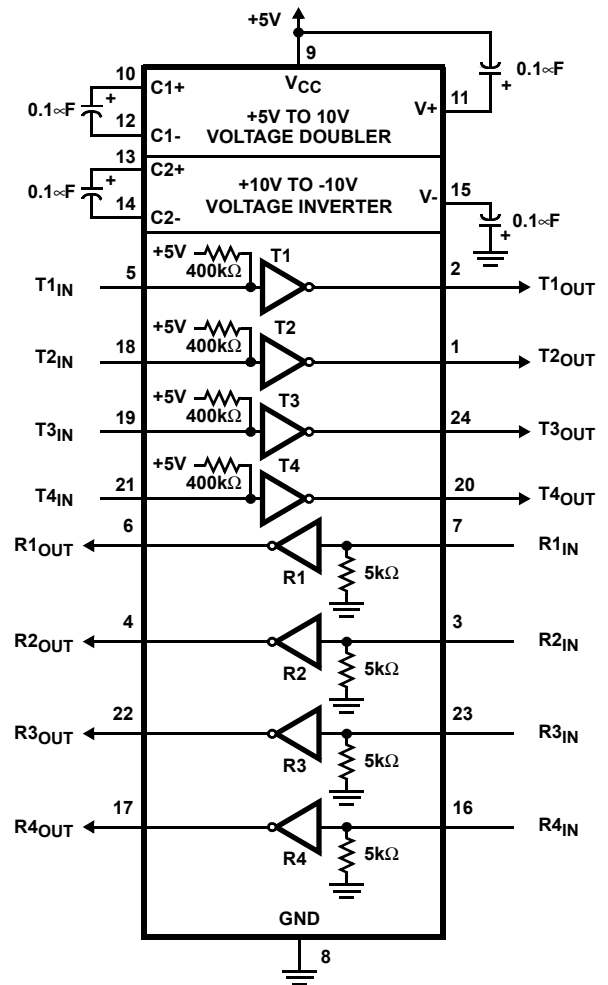 +5V
9
VCC
10
C1+
0.1∝F
+
12
C1-
+5V TO 10V
VOLTAGE DOUBLER
V+
11
0.1∝F
+
13
C2+
0.1∝F
+
14
C2-
+10V TO -10V
VOLTAGE INVERTER
V-
15
0.1∝F
+
+5V
400kΩ
T1
T1IN
5
2
T1OUT
+5V
400kΩ
T2
T2IN
18
1
T2OUT
+5V
400kΩ
T3
T3IN
19
24
T3OUT
+5V
400kΩ
T4
T4IN
21
20
T4OUT
R1OUT
6
R1
5kΩ
7
R1IN
R2OUT
4
R2
5kΩ
3
R2IN
R3OUT
22
R3
5kΩ
23
R3IN
R4OUT
17
R4
5kΩ
16
R4IN
GND
8